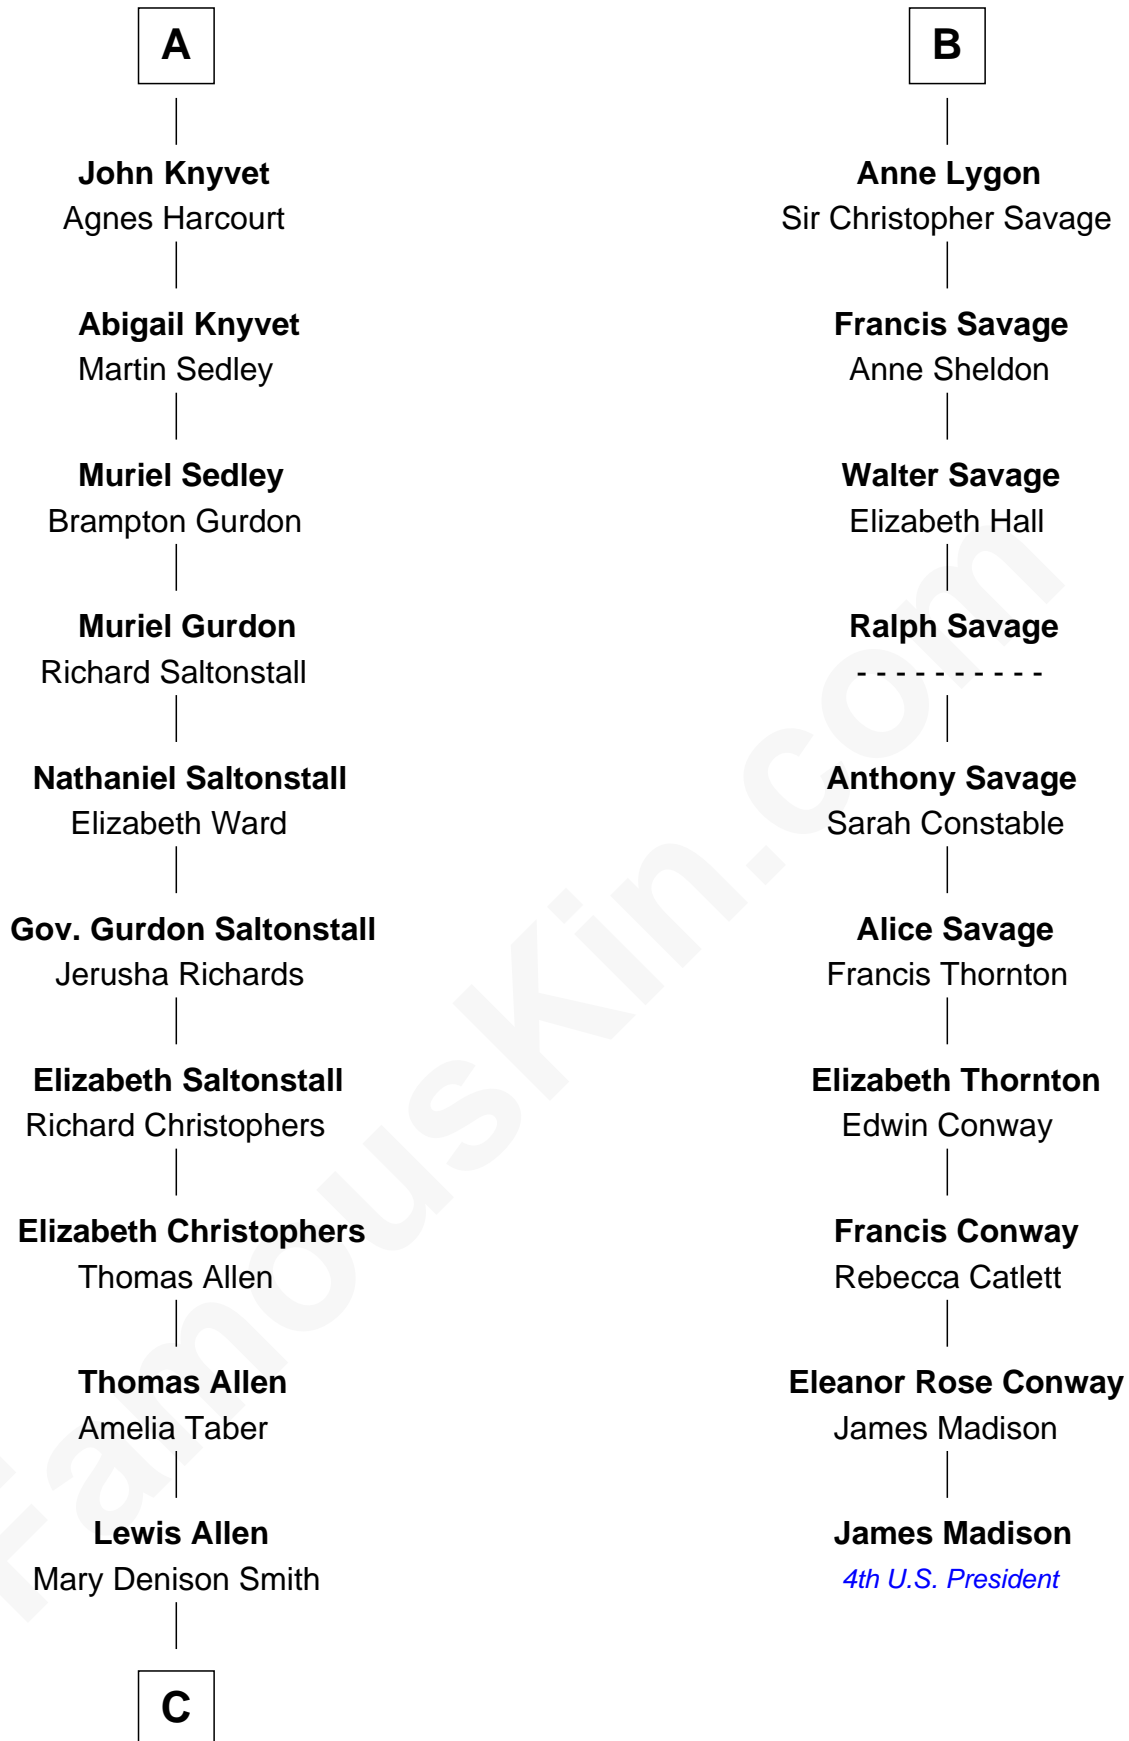 A
John Knyvet
Agnes Harcourt
Abigail Knyvet
Martin Sedley
Muriel Sedley
Brampton Gurdon
Muriel Gurdon
Richard Saltonstall
Nathaniel Saltonstall
Elizabeth Ward
Gov. Gurdon Saltonstall
Jerusha Richards
Elizabeth Saltonstall
Richard Christophers
Elizabeth Christophers
Thomas Allen
Thomas Allen
Amelia Taber
Lewis Allen
Mary Denison Smith
C
B
Anne Lygon
Sir Christopher Savage
Francis Savage
Anne Sheldon
Walter Savage
Elizabeth Hall
Ralph Savage
- - - - - - - - - -
Anthony Savage
Sarah Constable
Alice Savage
Francis Thornton
Elizabeth Thornton
Edwin Conway
Francis Conway
Rebecca Catlett
Eleanor Rose Conway
James Madison
James Madison
4th U.S. President
FamousKin.com